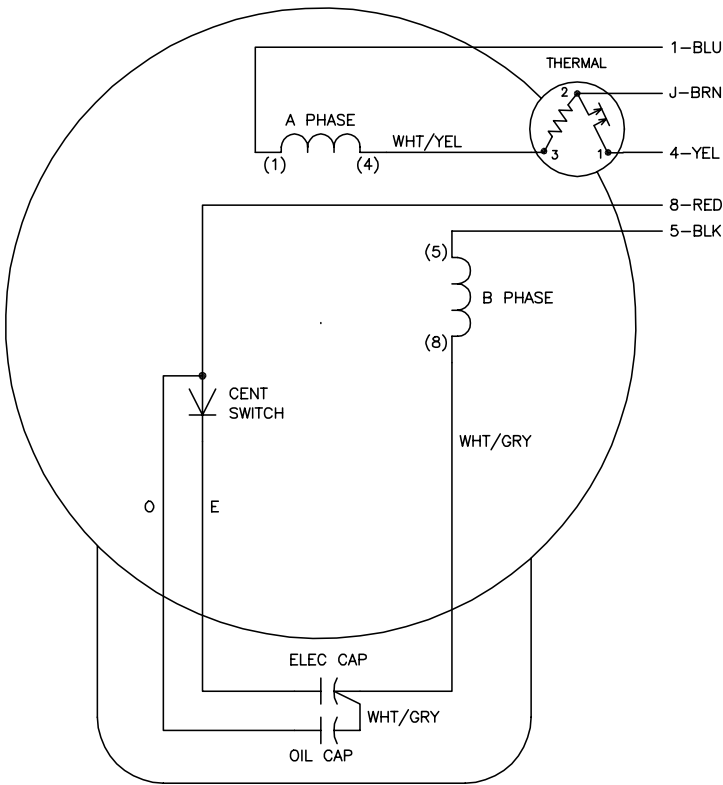 1-BLU
THERMAL
J-BRN
2
A PHASE
WHT/YEL
(1)
(4)
3
1
4-YEL
8-RED
5-BLK
(5)
B PHASE
(8)
CENT
SWITCH
WHT/GRY
O
E
ELEC CAP
WHT/GRY
OIL CAP